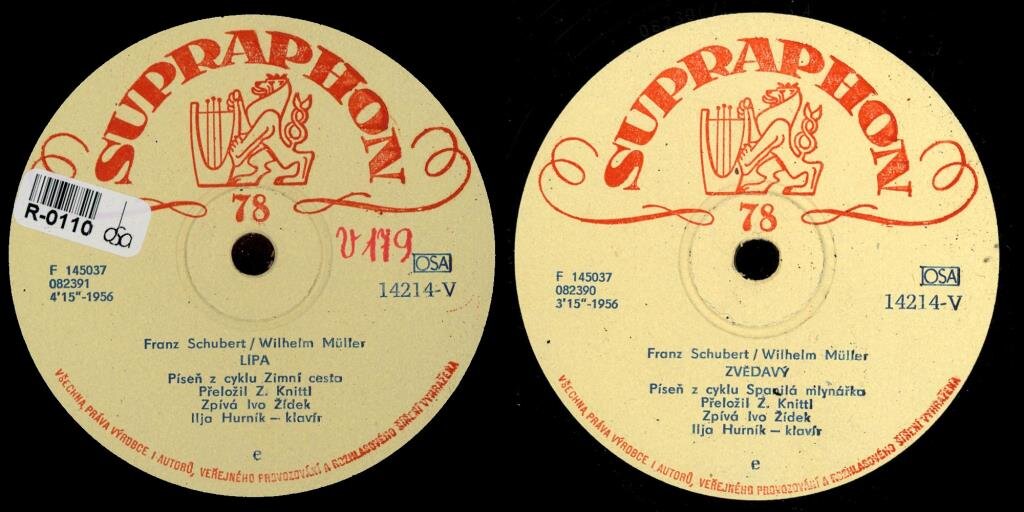 SUPRAPHON
78
R-0110 osa
V 179
OSA
F 145037
082391
4'15"-1956
14214-V
Franz Schubert/Wilhelm Müller
LÍPA
Píseň z cyklu Zimní cesta
Přeložil Z. Knittl
Zpívá Ivo Žídek
Ilja Hurník – klavír
e
VŠECHNA PRÁVA VÝROBCE I AUTORŮ, VEŘEJNÉHO PROVOZOVÁNÍ A ROZHLASOVÉHO ŠÍŘENÍ VYHRAŽENA
SUPRAPHON
78
OSA
F 145037
082390
3'15"-1956
14214-V
Franz Schubert/Wilhelm Müller
ZVĚDAVÝ
Píseň z cyklu Spanilá mlynářka
Přeložil Z. Knittl
Zpívá Ivo Žídek
Ilja Hurník – klavír
e
VŠECHNA PRÁVA VÝROBCE I AUTORŮ, VEŘEJNÉHO PROVOZOVÁNÍ A ROZHLASOVÉHO ŠÍŘENÍ VYHRAŽENA